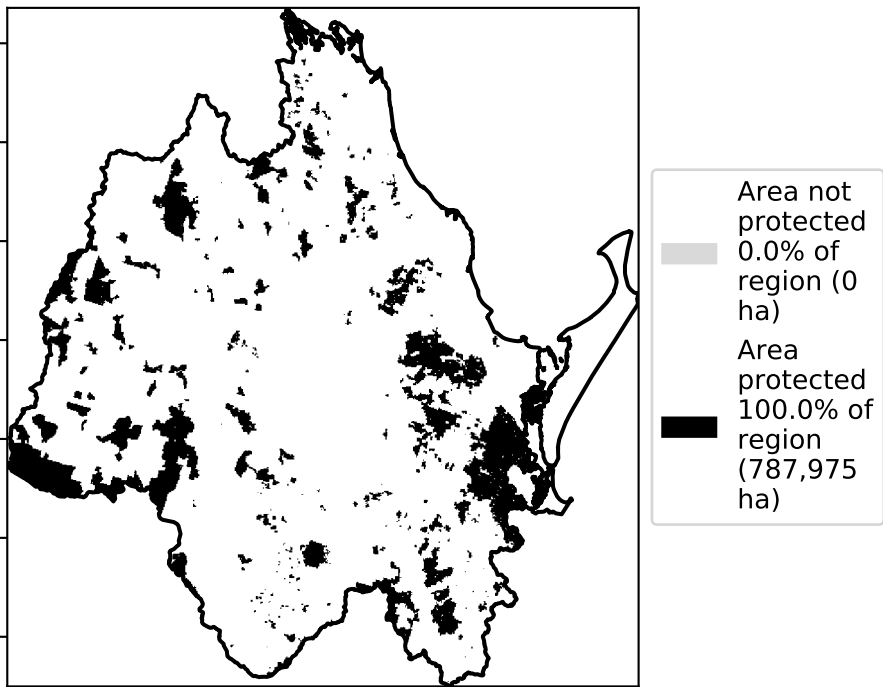 Area not
protected
0.0% of
region (0
ha)
Area
protected
100.0% of
region
(787,975
ha)